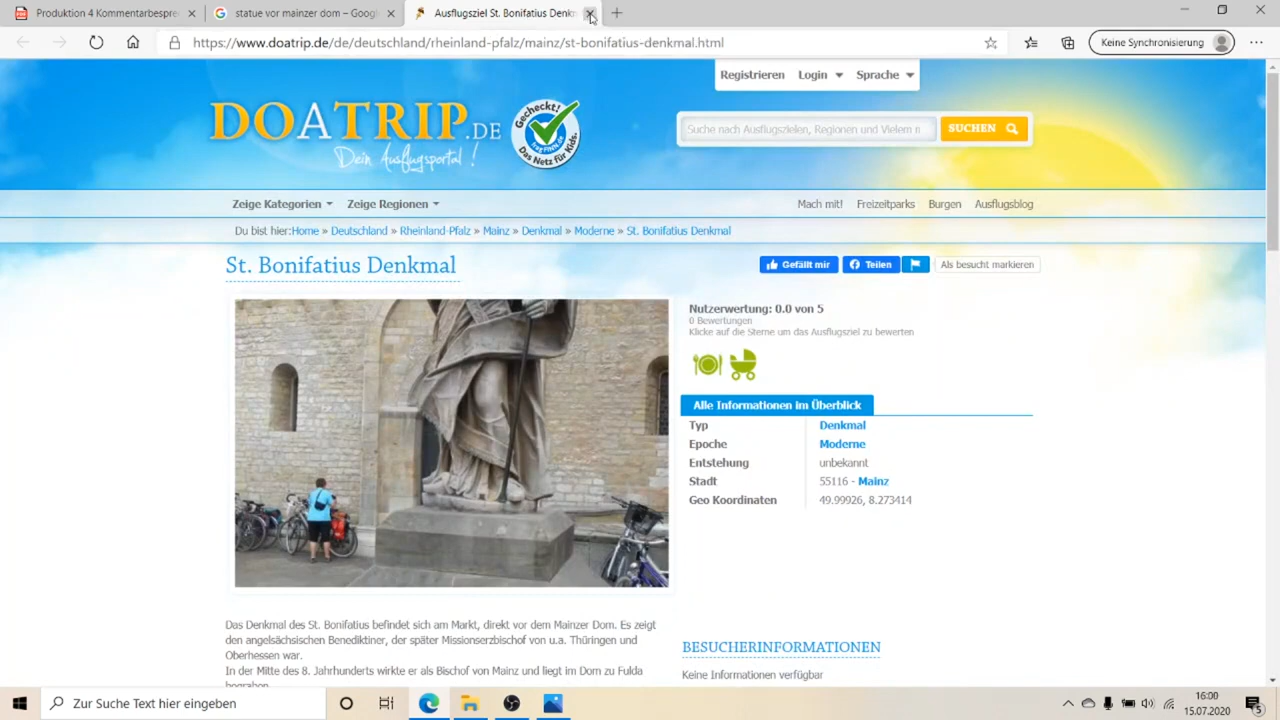 Produktion 4 Kommentarbespre
statue vor doainzer dom – Googl
Ausflugsziel St. Bonifatius Denkm
https://www.doatrip.de/de/deutschland/rheinland-pfalz/mainz/st-bonifatius-denkmal.html
Keine Synchronisierung
Registrieren Login Sprache
DOATRIP.DE
Dein Ausflugsportal !
Gecheckt!
Das Netz für Kids.
Suche nach Ausflugszielen, Regionen und Vielem n
SUCHEN
Zeige Kategorien Zeige Regionen
Mach mit! Freizeitparks Burgen Ausflugsblog
Du bist hier:Home » Deutschland » Rheinland-Pfalz » Mainz » Denkmal » Moderne » St. Bonifatius Denkmal
St. Bonifatius Denkmal
Gefällt mir Teilen Als besucht markieren
Nutzerwertung: 0.0 von 5
0 Bewertungen
Klicke auf die Sterne um das Ausflugsziel zu bewerten
Alle Informationen im Überblick
Typ Denkmal
Epoche Moderne
Entstehung unbekannt
Stadt 55116 - Mainz
Geo Koordinaten 49.99926, 8.273414
Das Denkmal des St. Bonifatius befindet sich am Markt, direkt vor dem Mainzer Dom. Es zeigt
den angelsächsischen Benediktiner, der später Missionserzbischof von u.a. Thüringen und
Oberhessen war.
In der Mitte des 8. Jahrhunderts wirkte er als Bischof von Mainz und liegt im Dom zu Fulda
begraben.
BESUCHERINFORMATIONEN
Keine Informationen verfügbar
Zur Suche Text hier eingeben
16:00
15.07.2020
5